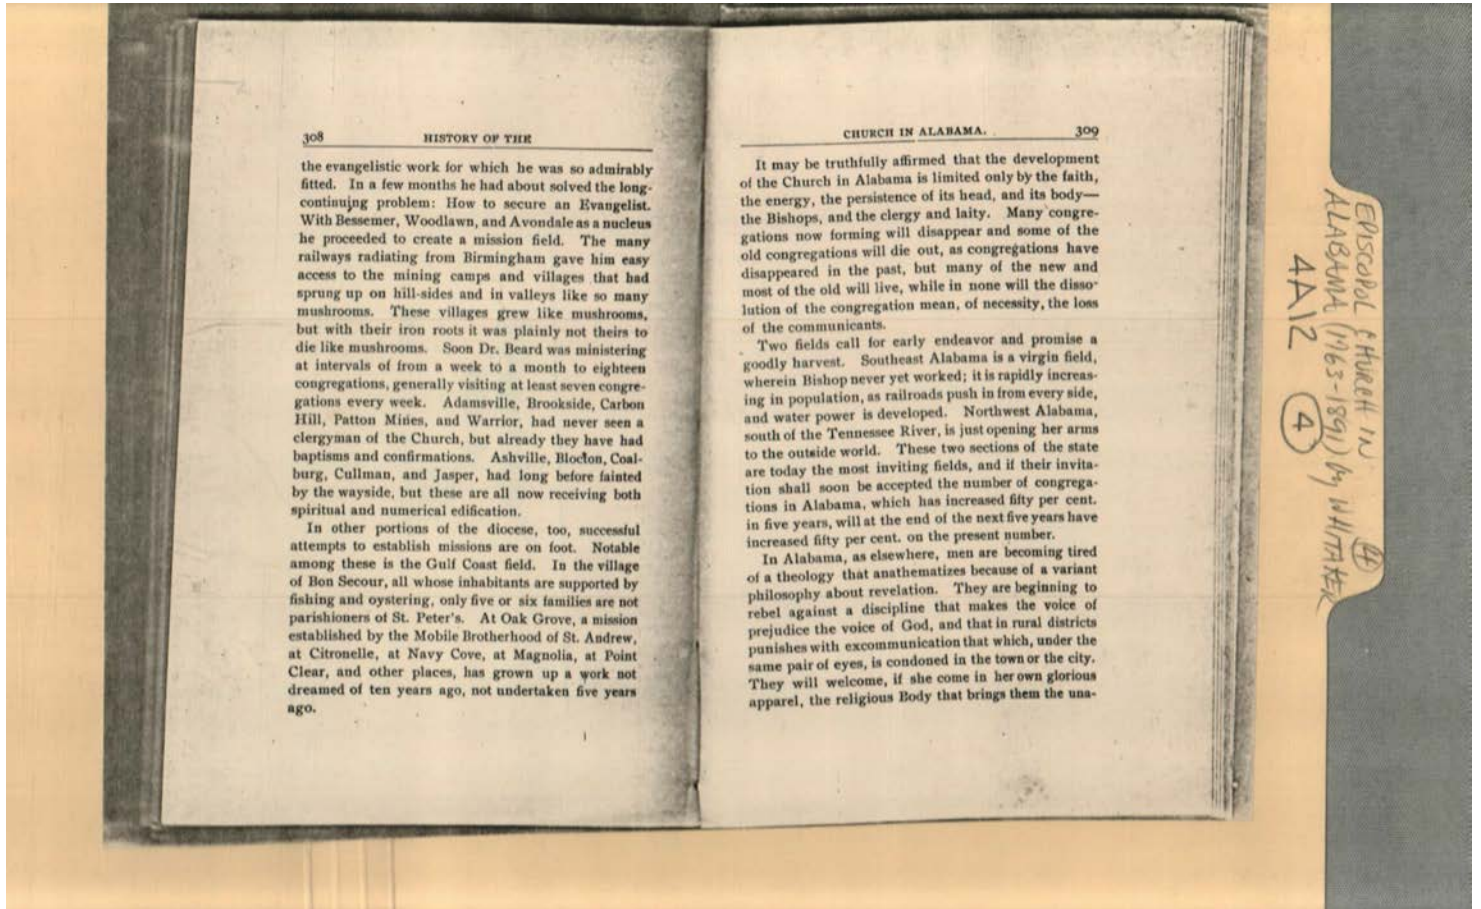 308 HISTORY OF THE
the evangelistic work for which he was so admirably
fitted. In a few months he had about solved the long-
continuing problem: How to secure an Evangelist.
With Bessemer, Woodlawn, and Avondale as a nucleus
he proceeded to create a mission field. The many
railways radiating from Birmingham gave him easy
access to the mining camps and villages that had
sprung up on hill-sides and in valleys like so many
mushrooms. These villages grew like mushrooms,
but with their iron roots it was plainly not theirs to
die like mushrooms. Soon Dr. Beard was ministering
at intervals of from a week to a month to eighteen
congregations, generally visiting at least seven congre-
gations every week. Adamsville, Brookside, Carbon
Hill, Patton Mines, and Warrior, had never seen a
clergyman of the Church, but already they have had
baptisms and confirmations. Ashville, Blocton, Coal-
burg, Cullman, and Jasper, had long before fainted
by the wayside, but these are all now receiving both
spiritual and numerical edification.
In other portions of the diocese, too, successful
attempts to establish missions are on foot. Notable
among these is the Gulf Coast field. In the village
of Bon Secour, all whose inhabitants are supported by
fishing and oystering, only five or six families are not
parishioners of St. Peter's. At Oak Grove, a mission
established by the Mobile Brotherhood of St. Andrew,
at Citronelle, at Navy Cove, at Magnolia, at Point
Clear, and other places, has grown up a work not
dreamed of ten years ago, not undertaken five years
ago.
CHURCH IN ALABAMA. 309
It may be truthfully affirmed that the development
of the Church in Alabama is limited only by the faith,
the energy, the persistence of its head, and its body—
the Bishops, and the clergy and laity. Many congre-
gations now forming will disappear and some of the
old congregations will die out, as congregations have
disappeared in the past, but many of the new and
most of the old will live, while in none will the disso-
lution of the congregation mean, of necessity, the loss
of the communicants.
Two fields call for early endeavor and promise a
goodly harvest. Southeast Alabama is a virgin field,
wherein Bishop never yet worked; it is rapidly increas-
ing in population, as railroads push in from every side,
and water power is developed. Northwest Alabama,
south of the Tennessee River, is just opening her arms
to the outside world. These two sections of the state
are today the most inviting fields, and if their invita-
tion shall soon be accepted the number of congrega-
tions in Alabama, which has increased fifty per cent.
in five years, will at the end of the next five years have
increased fifty per cent. on the present number.
In Alabama, as elsewhere, men are becoming tired
of a theology that anathematizes because of a variant
philosophy about revelation. They are beginning to
rebel against a discipline that makes the voice of
prejudice the voice of God, and that in rural districts
punishes with excommunication that which, under the
same pair of eyes, is condoned in the town or the city.
They will welcome, if she come in her own glorious
apparel, the religious Body that brings them the una-
EPISCOPOL CHURCH IN
ALABAMA (1763-1891) by WHITAKER
4A12 4